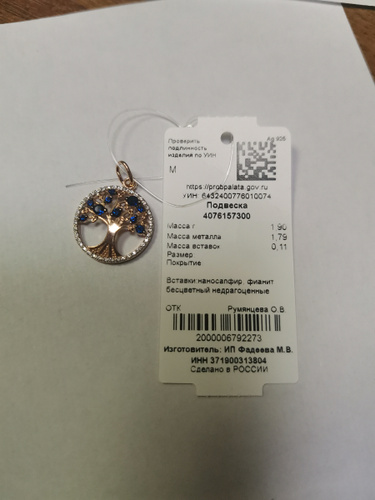 Проверить
подлинность
изделия по УИН
Ag 925
М
https://probpalata.gov.ru
УИН: 6432400776010074
Подвеска
4076157300
Масса г 1,90
Масса металла 1,79
Масса вставок 0,11
Размер
Покрытие
Вставки:наносапфир, фианит
бесцветный недрагоценные
ОТК Румянцева О.В.
2000006792273
Изготовитель: ИП Фадеева М.В.
ИНН 371900313804
Сделано в РОССИИ